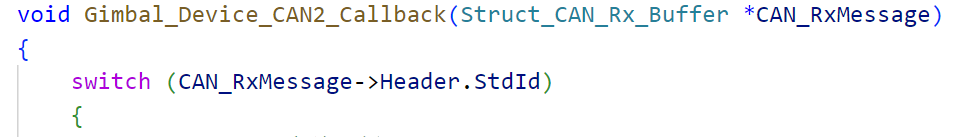 void Gimbal_Device_CAN2_Callback(Struct_CAN_Rx_Buffer *CAN_RxMessage)
{
switch (CAN_RxMessage->Header.StdId)
{